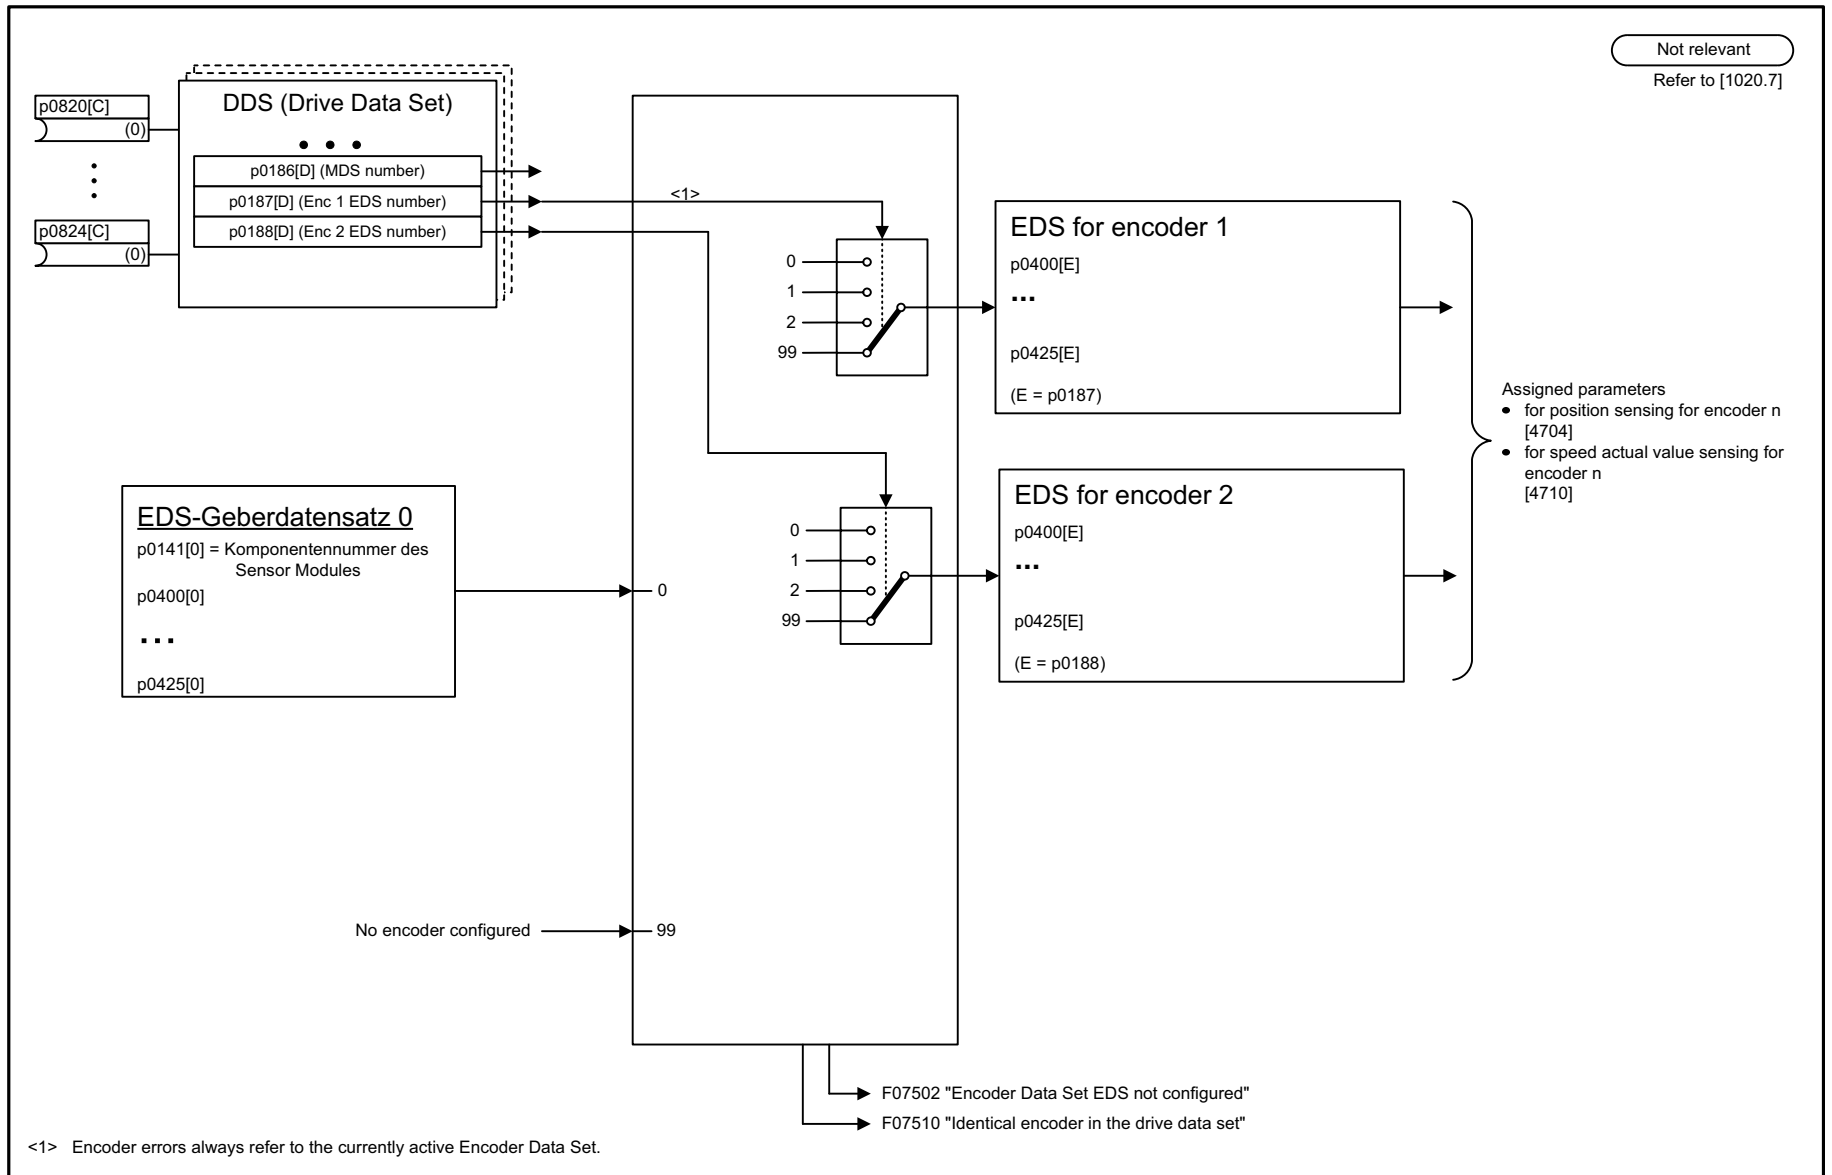 Not relevant
Refer to [1020.7]
p0820[C]
(0)
p0824[C]
(0)
DDS (Drive Data Set)
• • •
p0186[D] (MDS number)
p0187[D] (Enc 1 EDS number)
p0188[D] (Enc 2 EDS number)
<1>
0
1
2
99
EDS for encoder 1
p0400[E]
...
p0425[E]
(E = p0187)
Assigned parameters
• for position sensing for encoder n
[4704]
• for speed actual value sensing for
encoder n
[4710]
0
1
2
99
EDS for encoder 2
p0400[E]
...
p0425[E]
(E = p0188)
EDS-Geberdatensatz 0
p0141[0] = Komponentennummer des
Sensor Modules
p0400[0]
...
p0425[0]
0
No encoder configured
99
F07502 "Encoder Data Set EDS not configured"
F07510 "Identical encoder in the drive data set"
<1> Encoder errors always refer to the currently active Encoder Data Set.